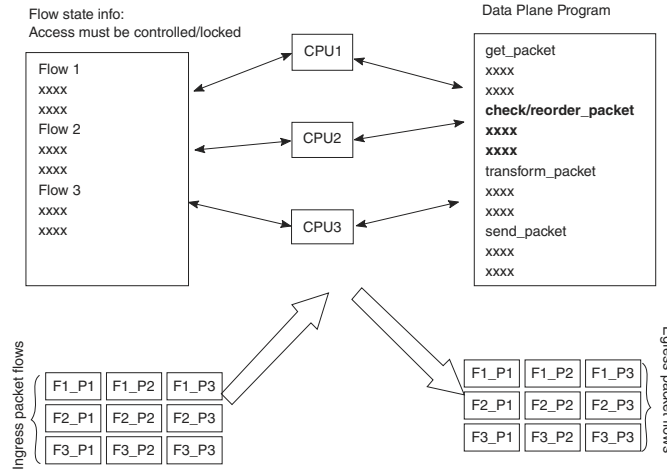 Flow state info:
Access must be controlled/locked
Flow 1
xxxx
xxxx
Flow 2
xxxx
xxxx
Flow 3
xxxx
xxxx
CPU1
CPU2
CPU3
Data Plane Program
get_packet
xxxx
xxxx
check/reorder_packet
xxxx
xxxx
transform_packet
xxxx
xxxx
send_packet
xxxx
xxxx
Ingress packet flows
F1_P1 F1_P2 F1_P3
F2_P1 F2_P2 F2_P3
F3_P1 F3_P2 F3_P3
F1_P1 F1_P2 F1_P3
F2_P1 F2_P2 F2_P3
F3_P1 F3_P2 F3_P3
Egress packet flows